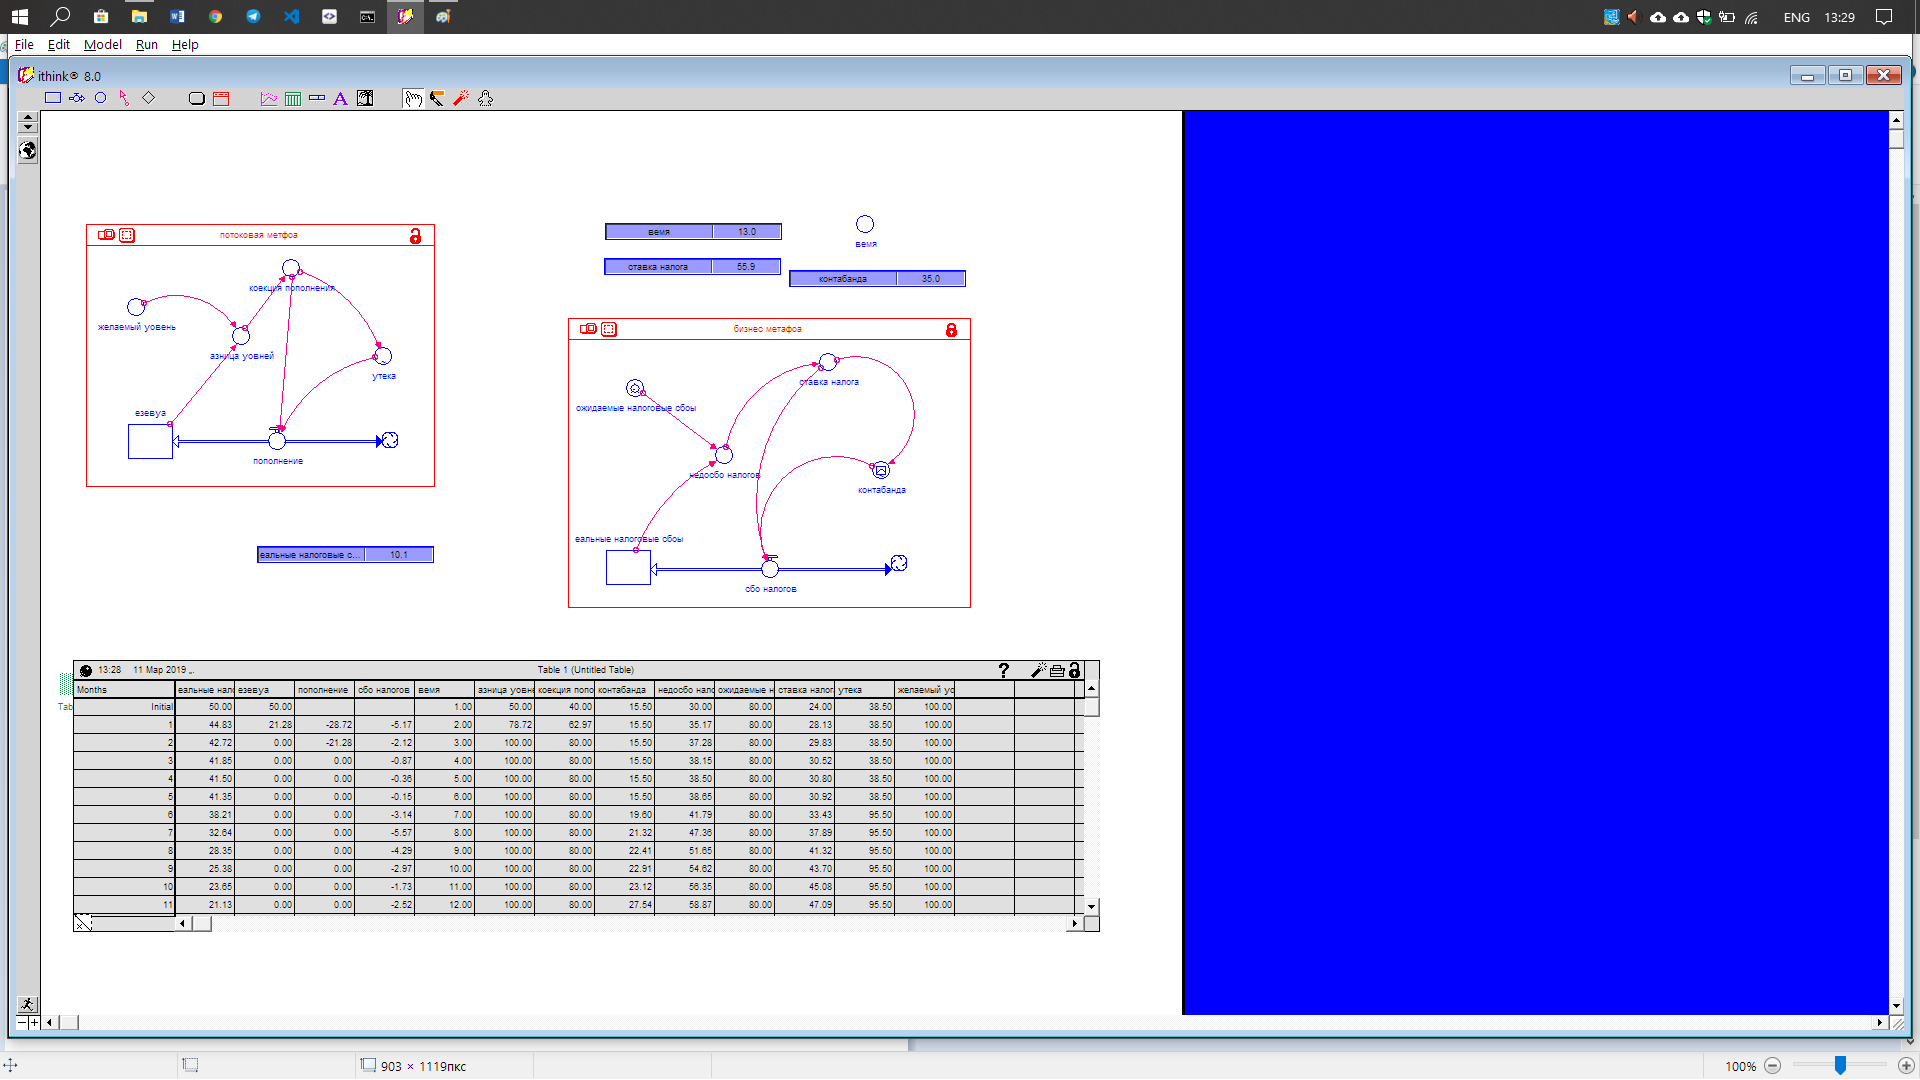 ENG 13:29
File Edit Model Run Help
ithink® 8.0
потоковая метфоа
коекция пополнения
желаемый уовень
азница уовней
утека
езевуа
пополнение
еальные налоговые с... 10.1
вемя 13.0
вемя
ставка налога 55.9
контабанда 35.0
бизнес метафоа
ставка налога
ожидаемые налоговые сбоы
недосбо налогов
контабанда
еальные налоговые сбоы
сбо налогов
13:28 11 Мар 2019 Table 1 (Untitled Table)
Months еальные нало езевуа пополнение сбо налогов вемя азница уовне коекция попо контабанда недосбо нало ожидаемые н ставка налог утека желаемый ус
Tab
Initial 50.00 50.00 1.00 50.00 40.00 15.50 30.00 80.00 24.00 38.50 100.00
1 44.83 21.28 -28.72 -5.17 2.00 78.72 62.97 15.50 35.17 80.00 28.13 38.50 100.00
2 42.72 0.00 -21.28 -2.12 3.00 100.00 80.00 15.50 37.28 80.00 29.83 38.50 100.00
3 41.85 0.00 0.00 -0.87 4.00 100.00 80.00 15.50 38.15 80.00 30.52 38.50 100.00
4 41.50 0.00 0.00 -0.36 5.00 100.00 80.00 15.50 38.50 80.00 30.80 38.50 100.00
5 41.35 0.00 0.00 -0.15 6.00 100.00 80.00 15.50 38.65 80.00 30.92 38.50 100.00
6 38.21 0.00 0.00 -3.14 7.00 100.00 80.00 19.60 41.79 80.00 33.43 95.50 100.00
7 32.64 0.00 0.00 -5.57 8.00 100.00 80.00 21.32 47.36 80.00 37.89 95.50 100.00
8 28.35 0.00 0.00 -4.29 9.00 100.00 80.00 22.41 51.65 80.00 41.32 95.50 100.00
9 25.38 0.00 0.00 -2.97 10.00 100.00 80.00 22.91 54.62 80.00 43.70 95.50 100.00
10 23.65 0.00 0.00 -1.73 11.00 100.00 80.00 23.12 56.35 80.00 45.08 95.50 100.00
11 21.13 0.00 0.00 -2.52 12.00 100.00 80.00 27.54 58.87 80.00 47.09 95.50 100.00
903 × 1119пкс 100%